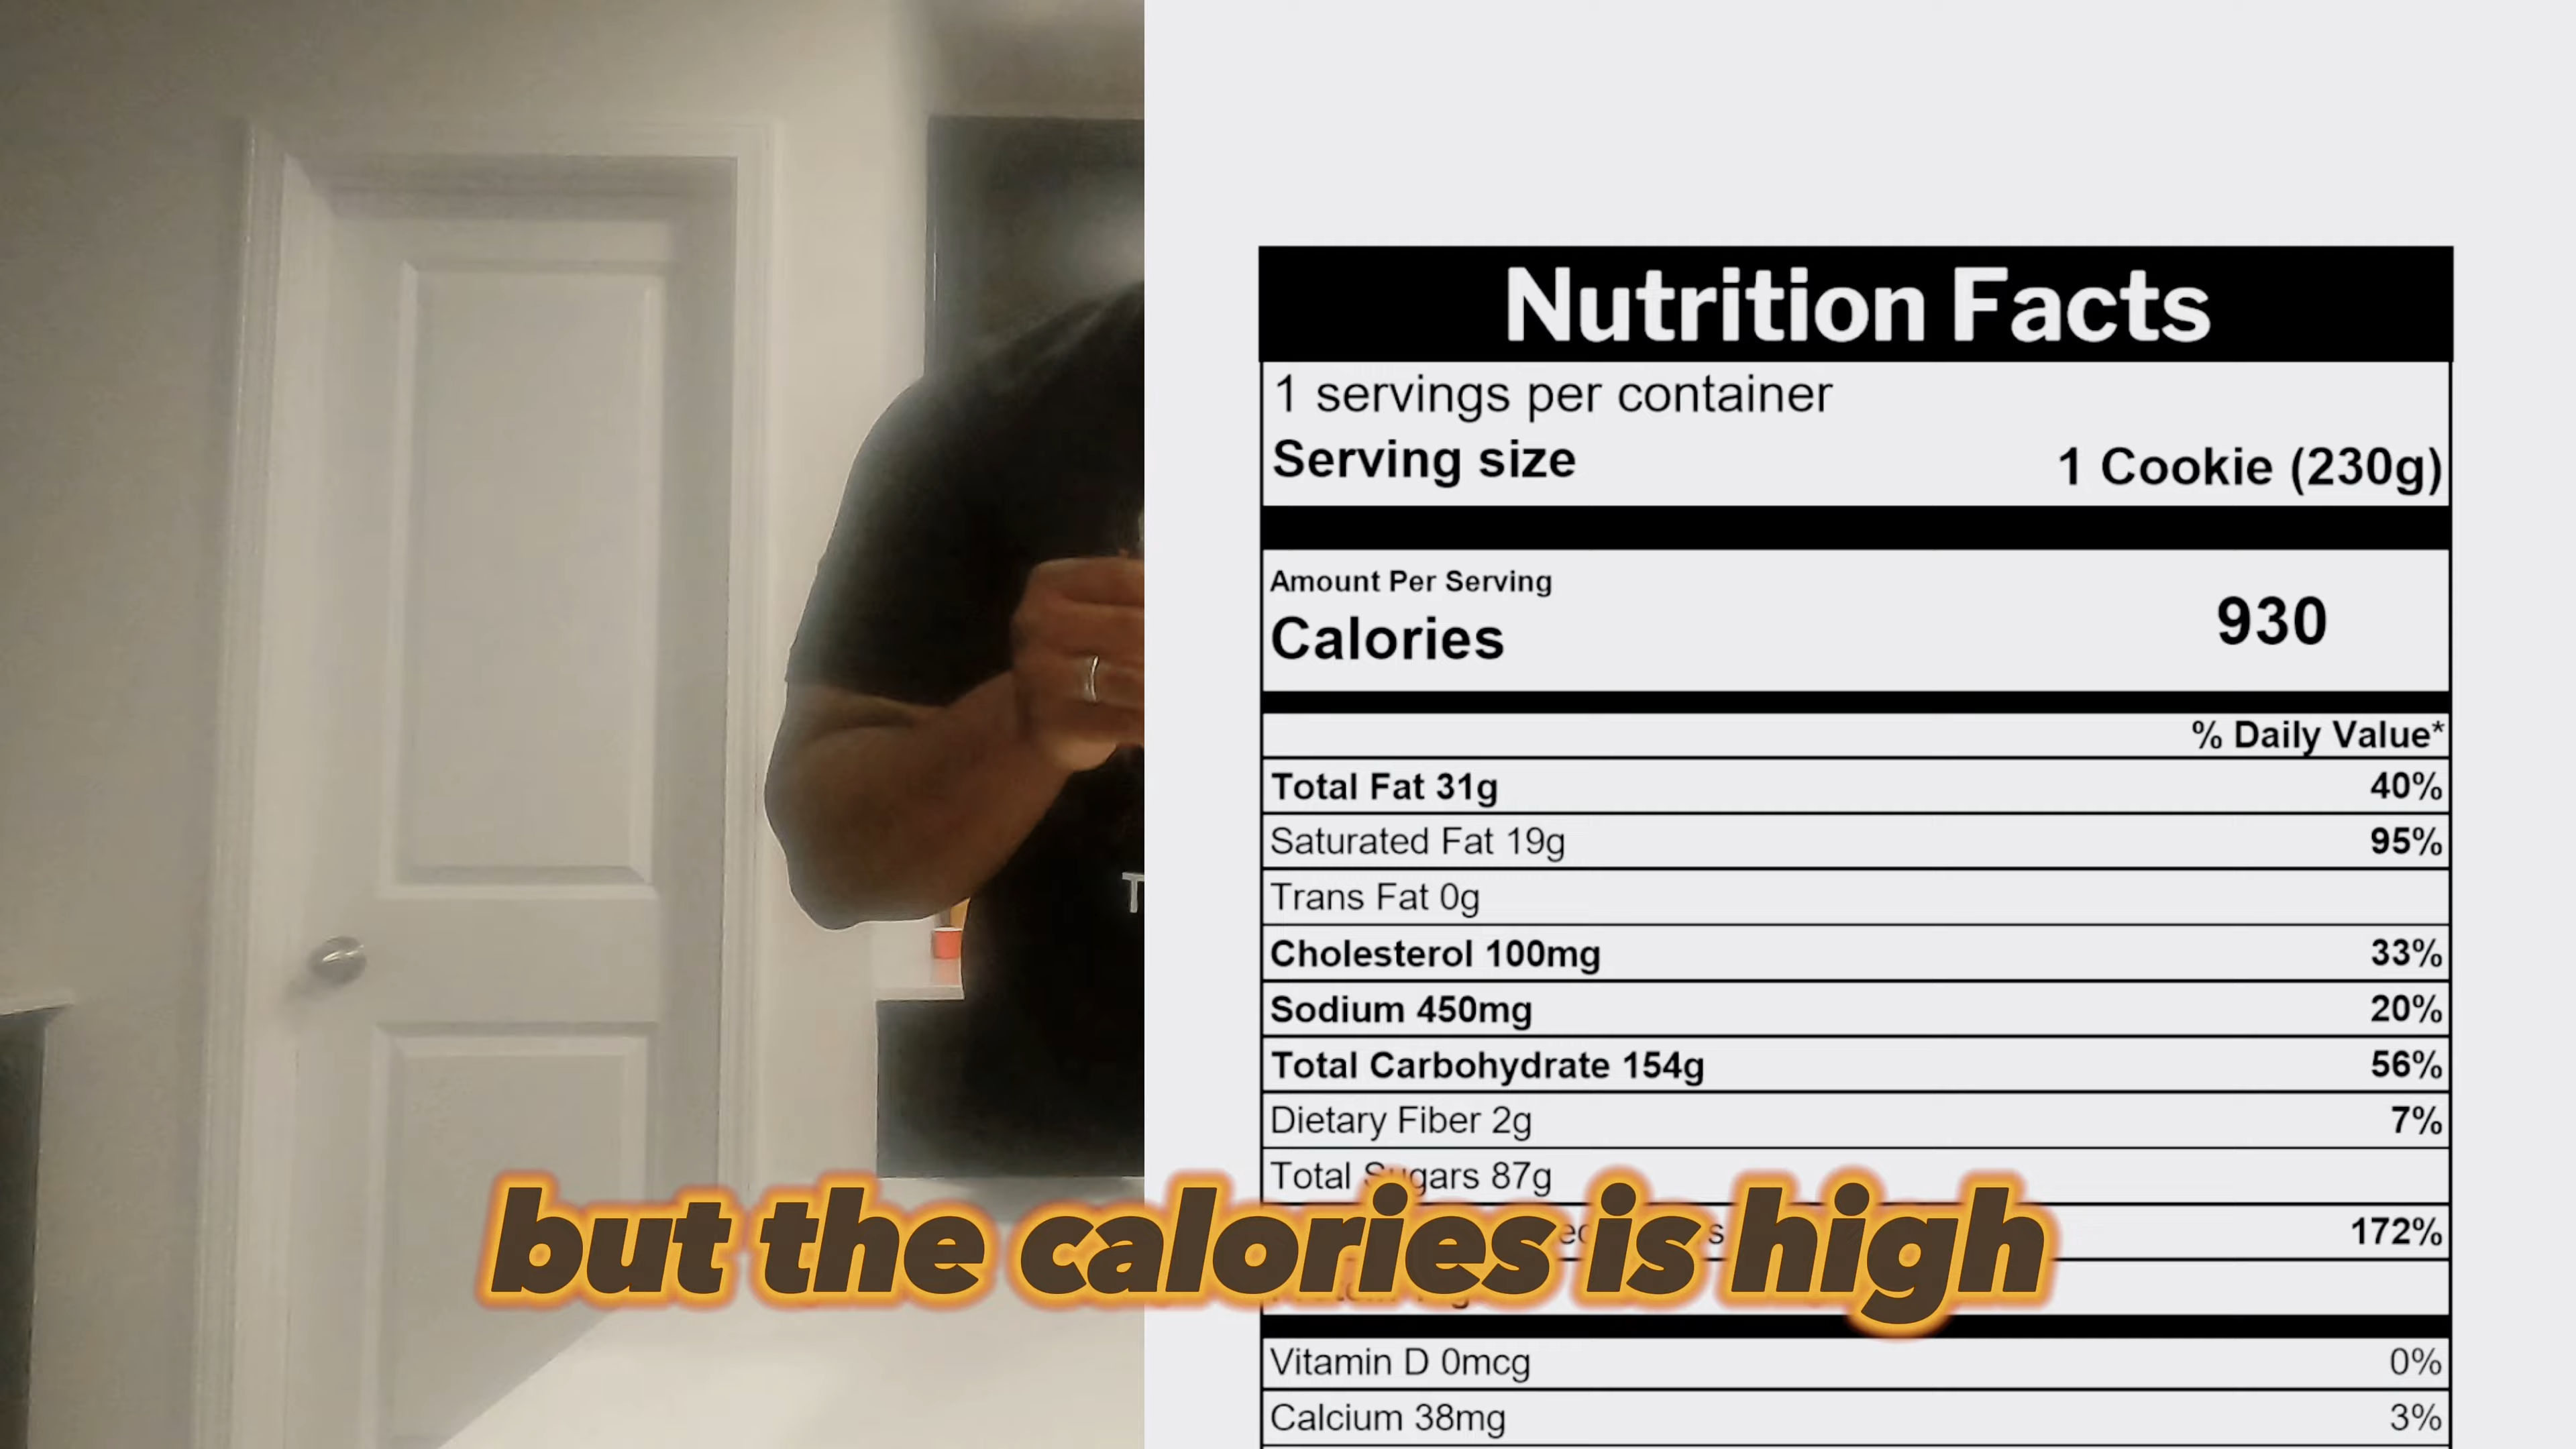 Nutrition Facts
1 servings per container
Serving size 1 Cookie (230g)
Amount Per Serving
Calories 930
% Daily Value*
Total Fat 31g 40%
Saturated Fat 19g 95%
Trans Fat 0g
Cholesterol 100mg 33%
Sodium 450mg 20%
Total Carbohydrate 154g 56%
Dietary Fiber 2g 7%
Total Sugars 87g
172%
but the calories is high
Vitamin D 0mcg 0%
Calcium 38mg 3%
T